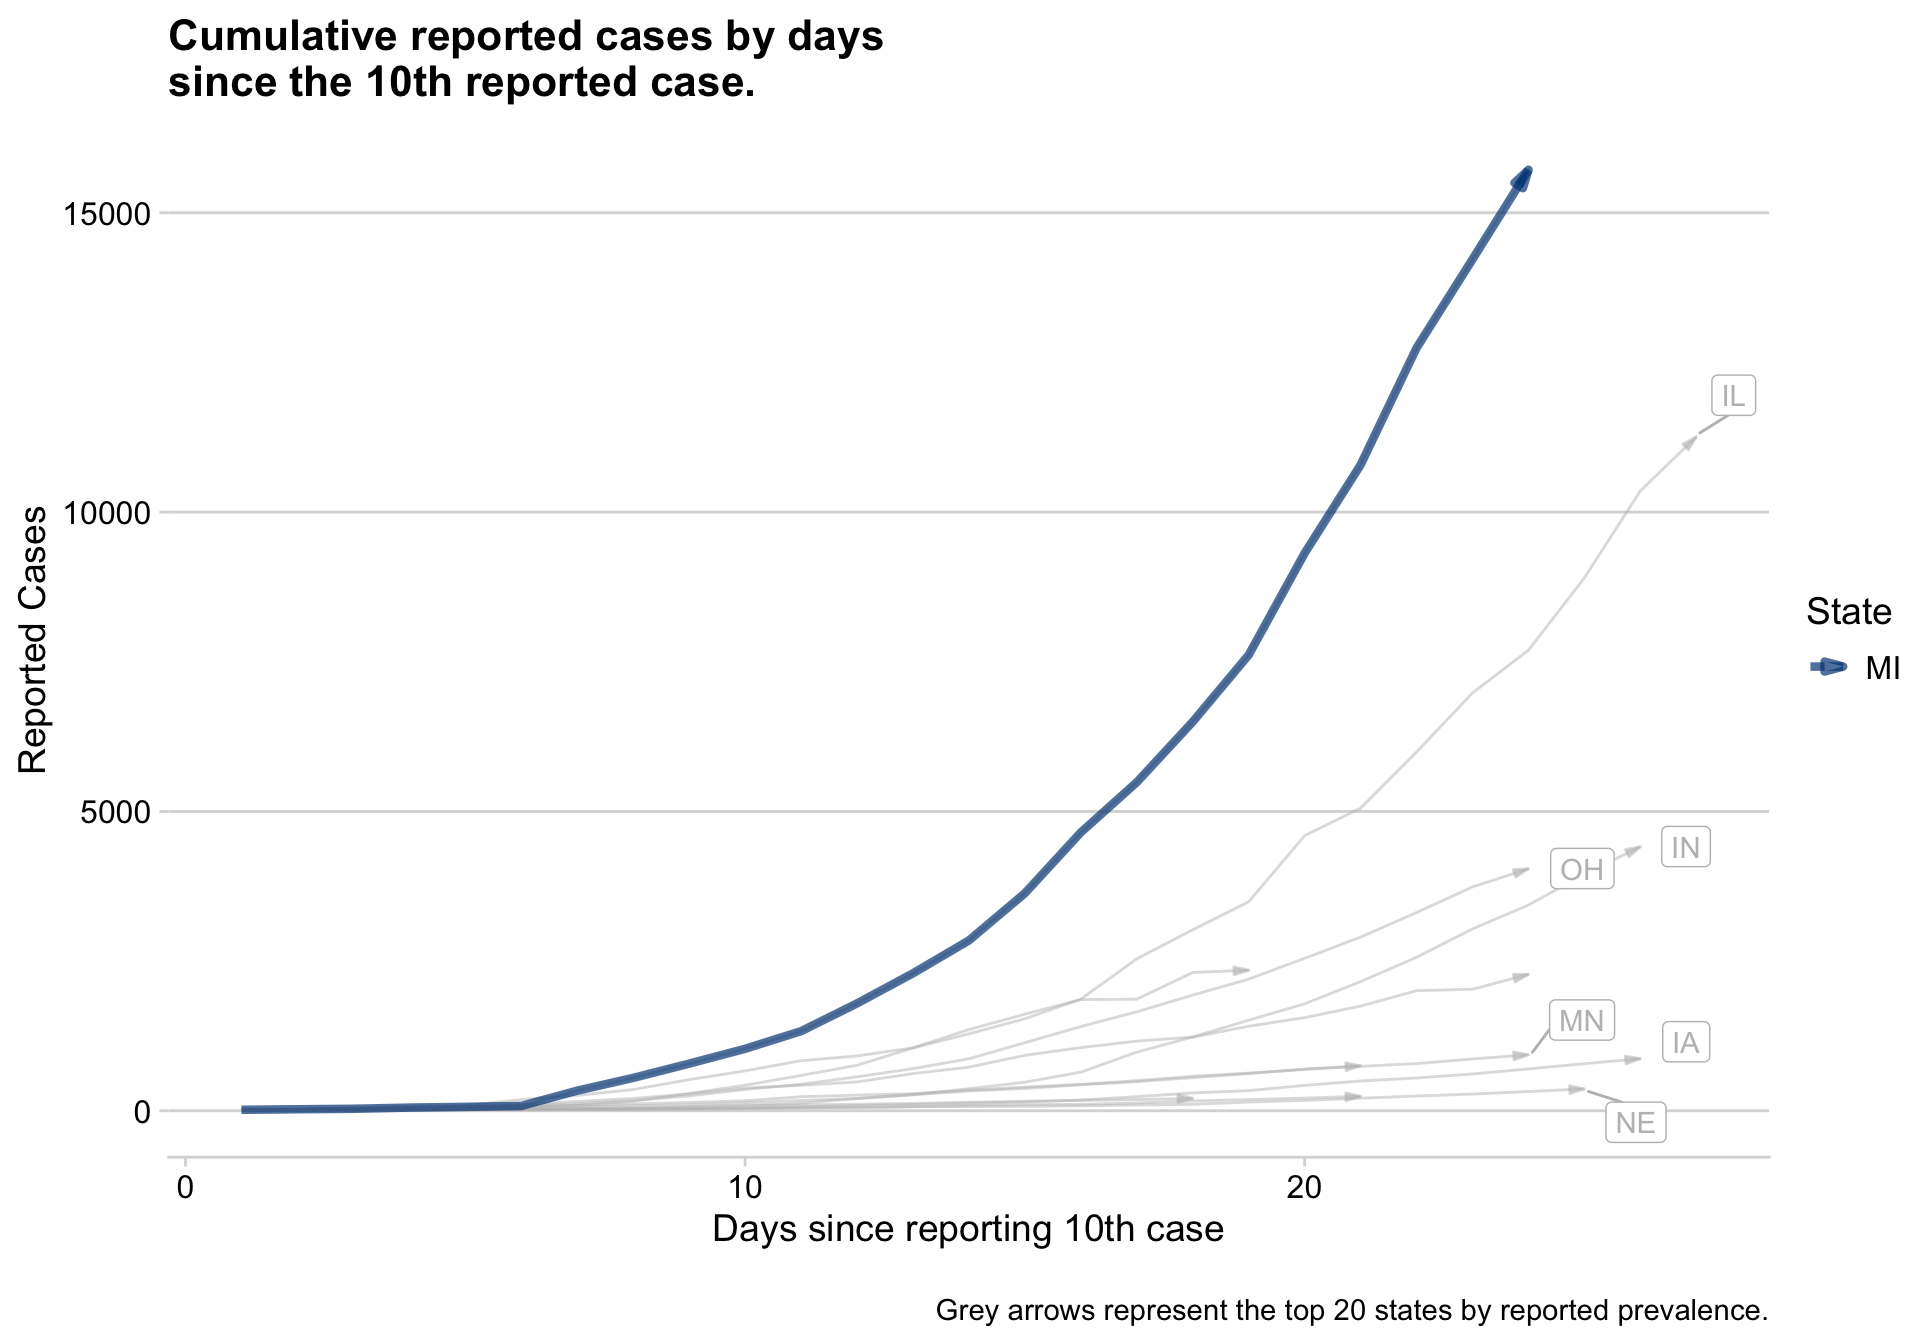 Cumulative reported cases by days
since the 10th reported case.
15000
10000
5000
0
Reported Cases
IL
IN
OH
MN
IA
NE
State
MI
0
10
20
Days since reporting 10th case
Grey arrows represent the top 20 states by reported prevalence.